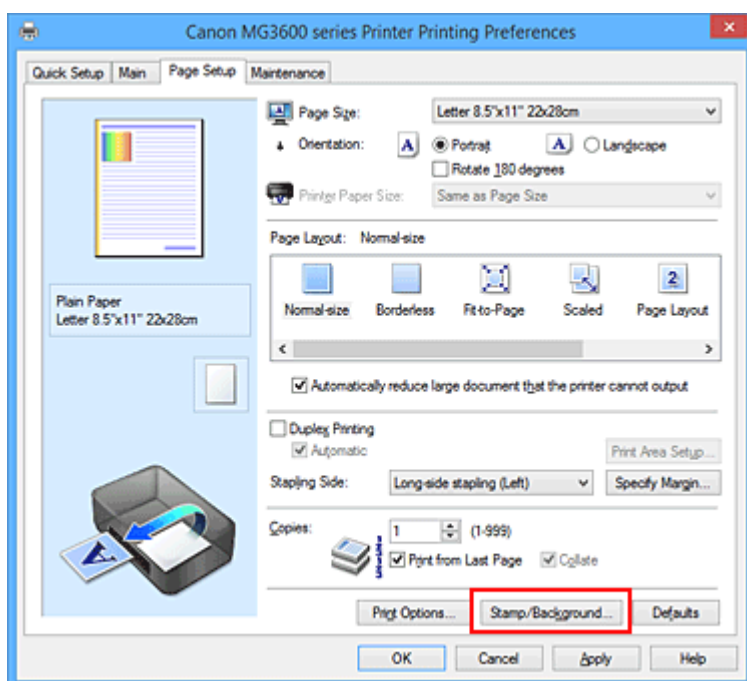 Canon MG3600 series Printer Printing Preferences
Quick Setup Main Page Setup Maintenance
Page Size: Letter 8.5"x11" 22x28cm
Orientation: A Portrait A Landscape
Rotate 180 degrees
Printer Paper Size: Same as Page Size
Page Layout: Normal-size
2
Normal-size Borderless Fit-to-Page Scaled Page Layout
Plain Paper
Letter 8.5"x11" 22x28cm
Automatically reduce large document that the printer cannot output
Duplex Printing
Automatic
Print Area Setup...
Stapling Side: Long-side stapling (Left) Specify Margin...
Copies: 1 (1-999)
Print from Last Page Collate
A
Print Options... Stamp/Background... Defaults
OK Cancel Apply Help